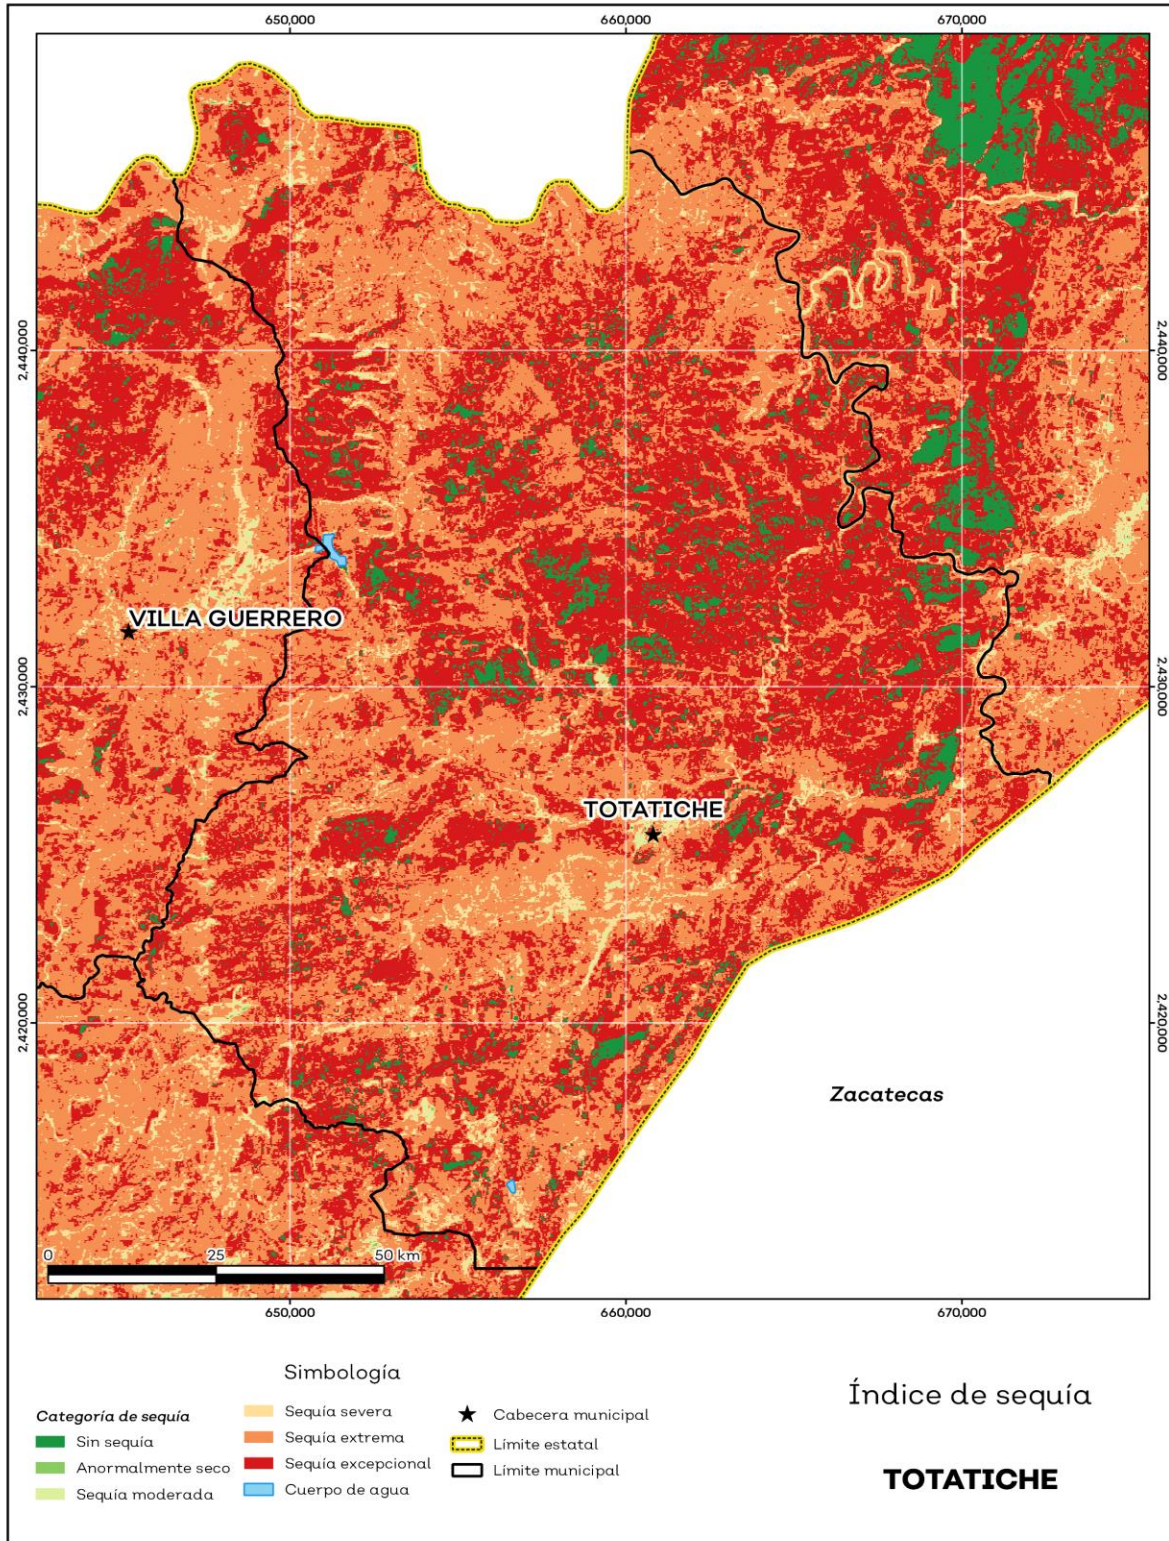 650,000
660,000
670,000
2,440,000
2,440,000
VILLA GUERRERO
2,430,000
2,430,000
TOTATICHE
2,420,000
2,420,000
Zacatecas
0
25
50 km
650,000
660,000
670,000
Simbología
Categoría de sequía
Sin sequía
Anormalmente seco
Sequía moderada
Sequía severa
Sequía extrema
Sequía excepcional
Cuerpo de agua
Cabecera municipal
Límite estatal
Límite municipal
Índice de sequía
TOTATICHE